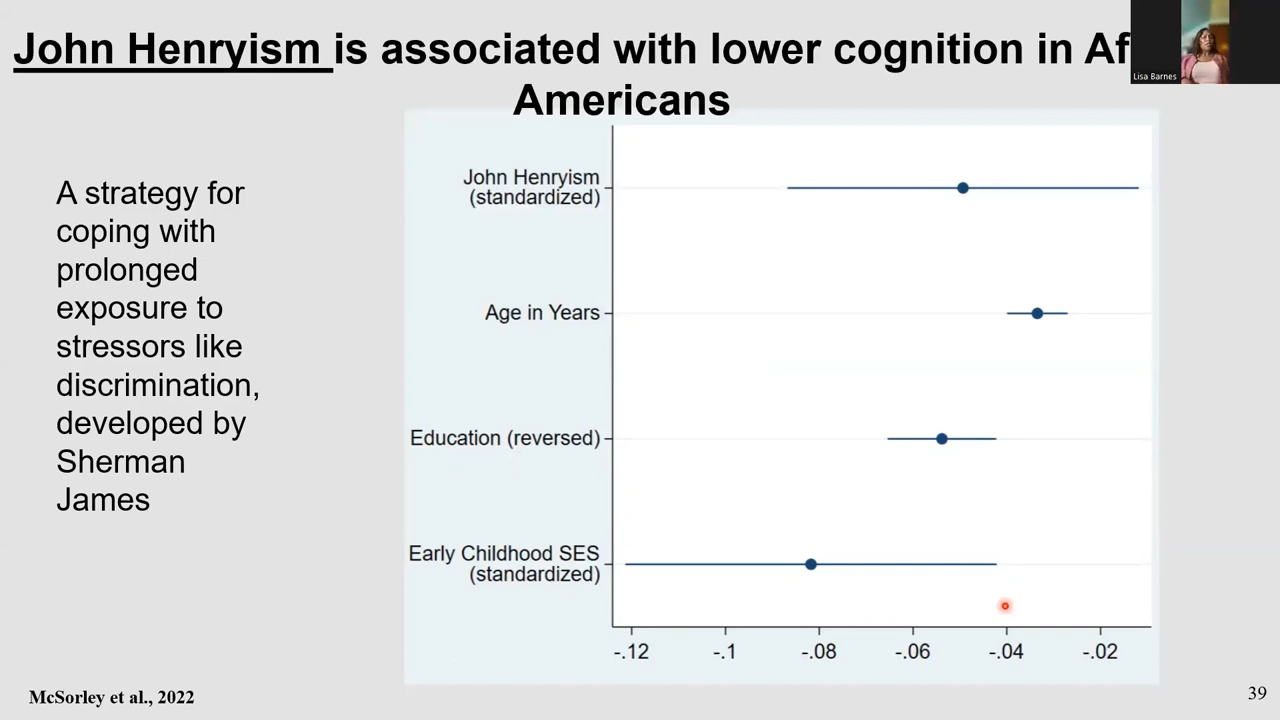 John Henryism is associated with lower cognition in Af
Americans
Lisa Barnes
A strategy for
coping with
prolonged
exposure to
stressors like
discrimination,
developed by
Sherman
James
John Henryism
(standardized)
Age in Years
Education (reversed)
Early Childhood SES
(standardized)
-.12 -.1 -.08 -.06 -.04 -.02
McSorley et al., 2022
39